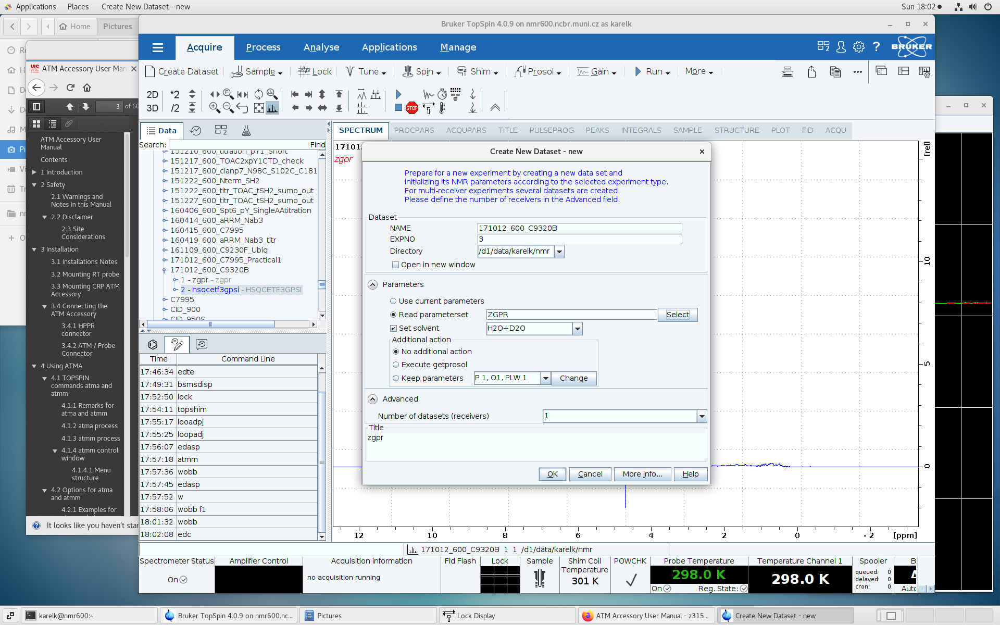 Applications Places Create New Dataset - new Sun 18:02
Home Pictures
Bruker TopSpin 4.0.9 on nmr600.ncbr.muni.cz as karelk
Acquire Process Analyse Applications Manage
BRUKER
UIC ATM Accessory User Man
Create Dataset Sample Lock Tune Spin Shim Prosol Gain Run More
2D *2
3D /2
STOP
3 of 60
Data
SPECTRUM PROCPARS ACQUPARS TITLE PULSEPROG PEAKS INTEGRALS SAMPLE STRUCTURE PLOT FID ACQU
Search: Find
ATM Accessory User
Manual
Contents
1 Introduction
2 Safety
2.1 Warnings and
Notes in this Manual
2.2 Disclaimer
2.3 Site
Considerations
3 Installation
3.1 Installations Notes
3.2 Mounting RT probe
3.3 Mounting CRP ATM
Accessory
3.4 Connecting the
ATM Accessory
3.4.1 HPPR
connector
3.4.2 ATM / Probe
Connector
4 Using ATMA
4.1 TOPSPIN
commands atma and
atmm
4.1.1 Remarks for
atma and atmm
4.1.2 atma process
4.1.3 atmm process
4.1.4 atmm control
window
4.1.4.1 Menu
structure
4.2 Options for atma
and atmm
4.2.1 Examples for
It looks like you haven't star
151210_600_titration_pY1_Short
151217_600_TOAC2xpY1CTD_check
151217_600_clanp7_N98C_S102C_C181
151222_600_Nterm_SH2
151222_600_titr_TOAC_tSH2_sumo_out
151227_600_titr_TOAC_tSH2_sumo_out
160406_600_Spt6_pY_SingleAAtitration
160414_600_aRRM_Nab3
160415_600_C7995
160419_600_aRRM_Nab3_titr
161109_600_C9230F_Ubiq
171012_600_C7995_Practical1
171012_600_C9320B
1 - zgpr - zgpr
2 - hsqcetf3gpsi - HSQCETF3GPSI
C7995
CID_900
CID_950S
Time Command Line
17:46:34 edte
17:49:31 bsmsdisp
17:52:50 lock
17:54:11 topshim
17:55:17 looadpj
17:55:25 loopadj
17:56:07 edasp
17:57:18 atmm
17:57:36 wobb
17:57:45 edasp
17:57:52 w
17:58:06 wobb f1
18:01:32 wobb
18:02:08 edc
17101
zgpr
Create New Dataset - new
Prepare for a new experiment by creating a new data set and
initializing its NMR parameters according to the selected experiment type.
For multi-receiver experiments several datasets are created.
Please define the number of receivers in the Advanced field.
Dataset
NAME 171012_600_C9320B
EXPNO 3
Directory /d1/data/karelk/nmr
Open in new window
Parameters
Use current parameters
Read parameterset ZGPR Select
Set solvent H2O+D2O
Additional action
No additional action
Execute getprosol
Keep parameters P 1, O1, PLW 1 Change
Advanced
Number of datasets (receivers) 1
Title
zgpr
OK Cancel More Info... Help
[rel]
10
5
0
12 10 8 6 4 2 0 - 2 [ppm]
171012_600_C9320B 1 1 /d1/data/karelk/nmr
Spectrometer Status Amplifier Control Acquisition information Fid Flash Lock Sample Shim Coil Temperature POWCHK Probe Temperature Temperature Channel 1 Spooler
On no acquisition running 301 K 298.0 K 298.0 K
queued: 0
delayed: 0
cron: 0
On Reg. State:
karelk@nmr600:~ Bruker TopSpin 4.0.9 on nmr600.nc... Pictures Lock Display ATM Accessory User Manual - z315... Create New Dataset - new